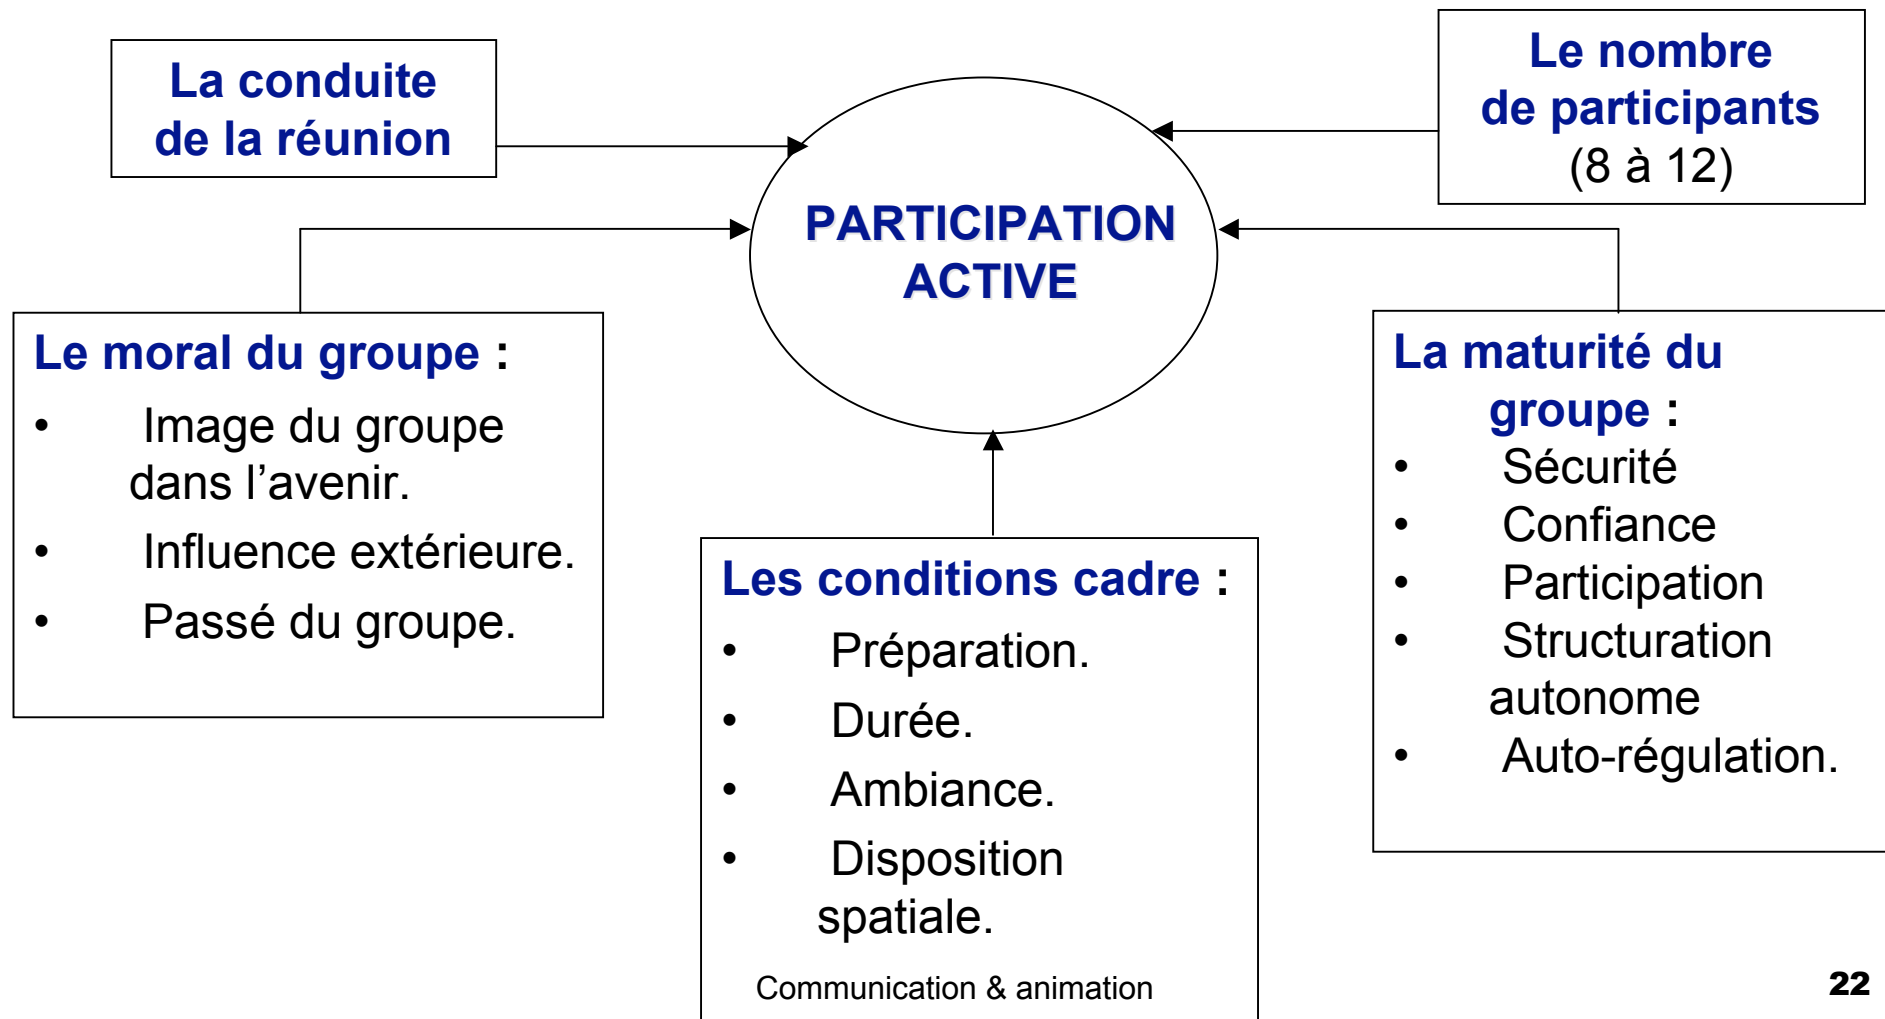 La conduite
de la réunion
Le nombre
de participants
(8 à 12)
PARTICIPATION
ACTIVE
Le moral du groupe :
• Image du groupe
dans l’avenir.
• Influence extérieure.
• Passé du groupe.
Les conditions cadre :
• Préparation.
• Durée.
• Ambiance.
• Disposition
spatiale.
La maturité du
groupe :
• Sécurité
• Confiance
• Participation
• Structuration
autonome
• Auto-régulation.
Communication & animation
22